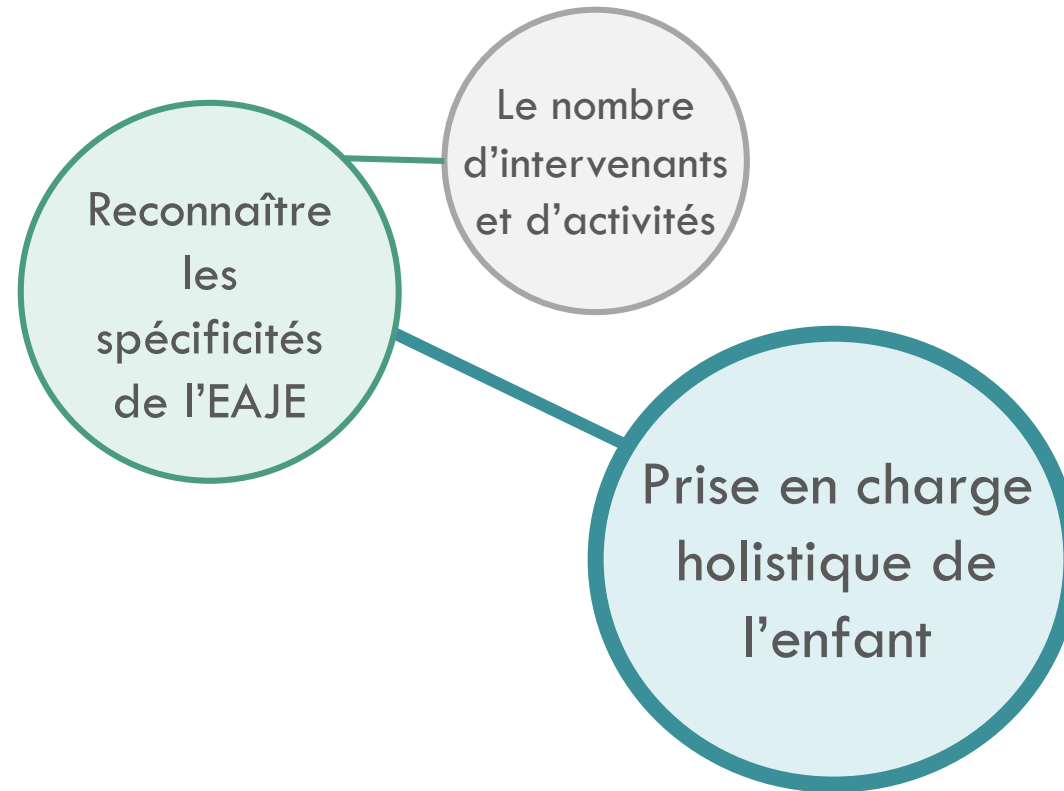 Le nombre
d’intervenants
et d’activités
Reconnaître
les
spécificités
de l’EAJE
Prise en charge
holistique de
l’enfant